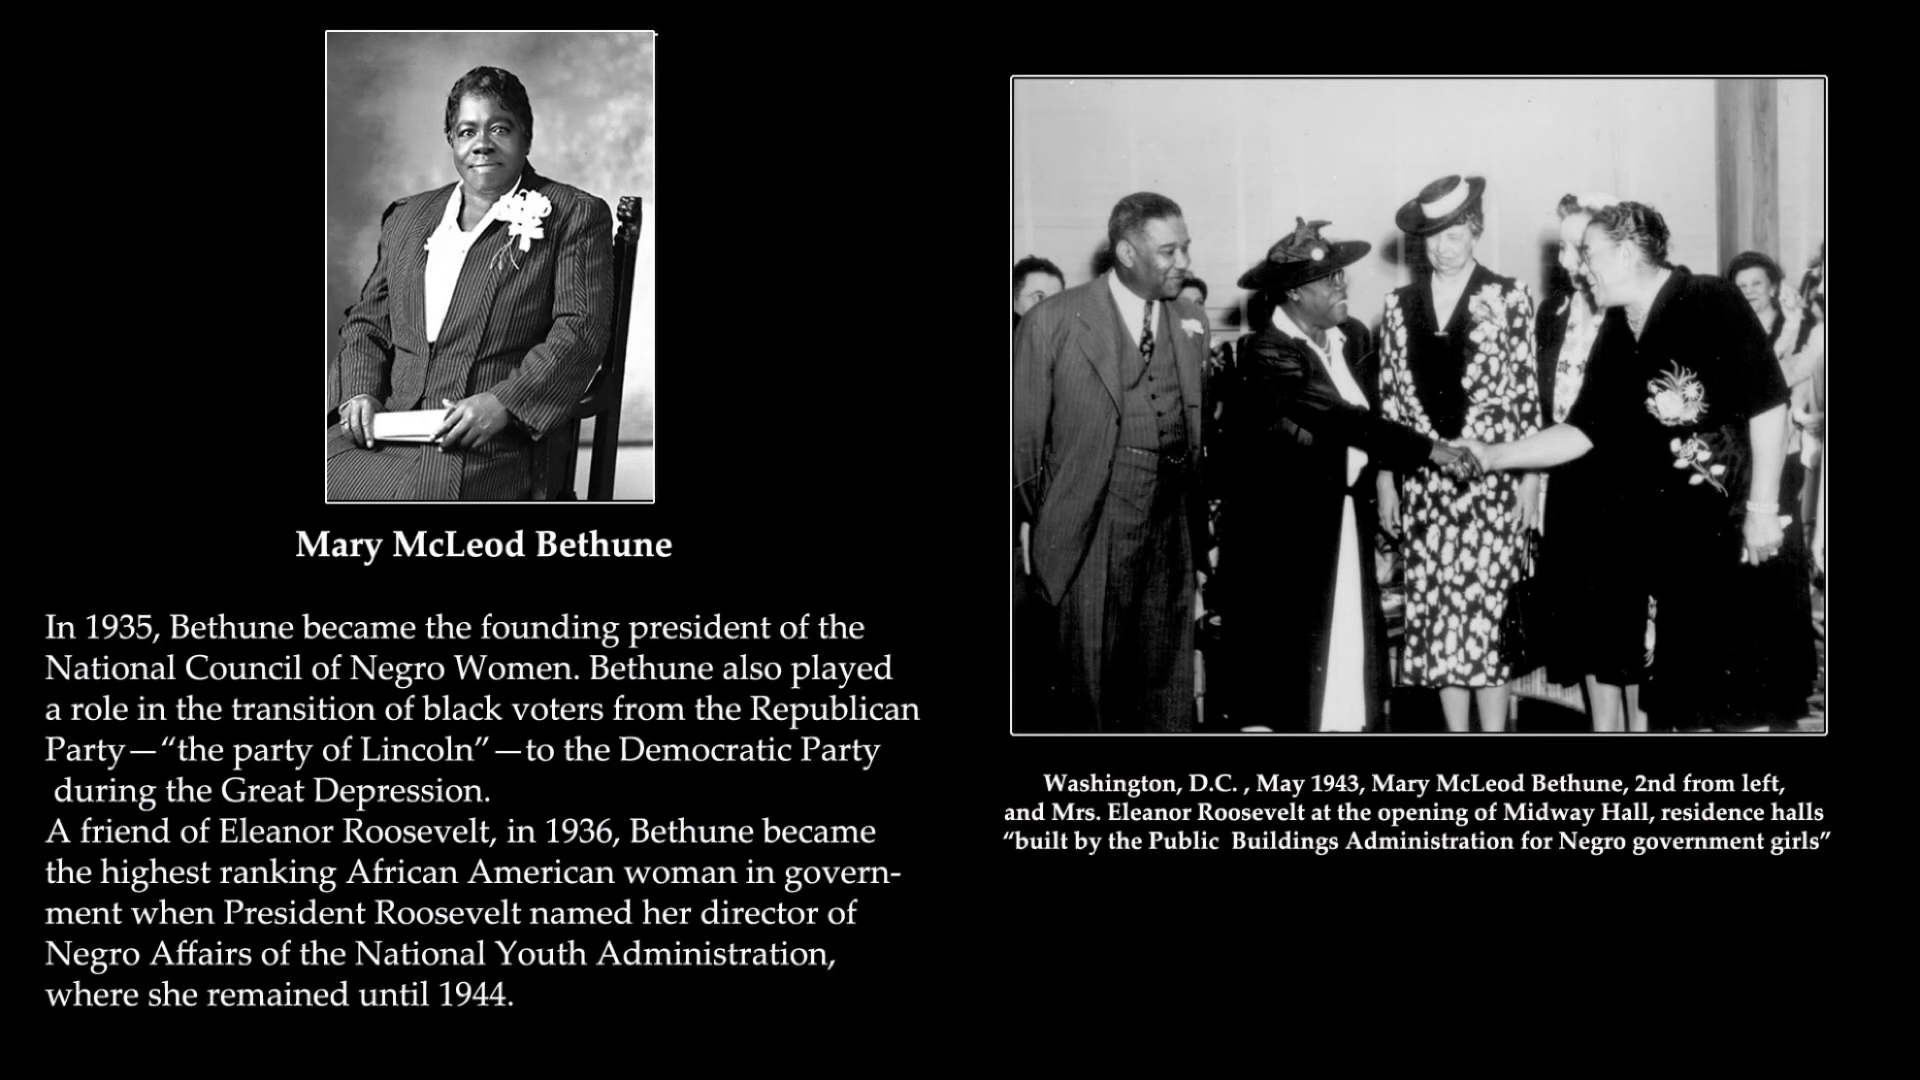 Mary McLeod Bethune
In 1935, Bethune became the founding president of the
National Council of Negro Women. Bethune also played
a role in the transition of black voters from the Republican
Party—“the party of Lincoln”—to the Democratic Party
during the Great Depression.
A friend of Eleanor Roosevelt, in 1936, Bethune became
the highest ranking African American woman in govern-
ment when President Roosevelt named her director of
Negro Affairs of the National Youth Administration,
where she remained until 1944.
Washington, D.C. , May 1943, Mary McLeod Bethune, 2nd from left,
and Mrs. Eleanor Roosevelt at the opening of Midway Hall, residence halls
“built by the Public Buildings Administration for Negro government girls”